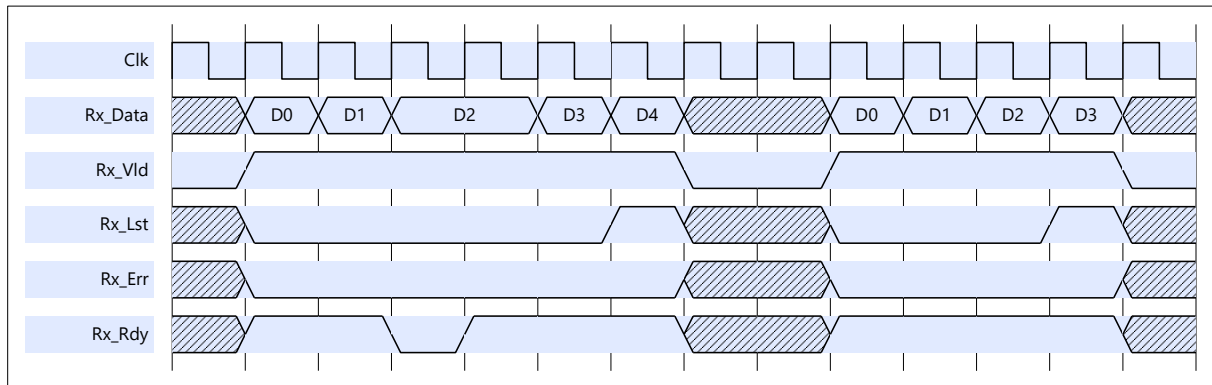 Clk
Rx_Data D0 D1 D2 D3 D4 D0 D1 D2 D3
Rx_Vld
Rx_Lst
Rx_Err
Rx_Rdy